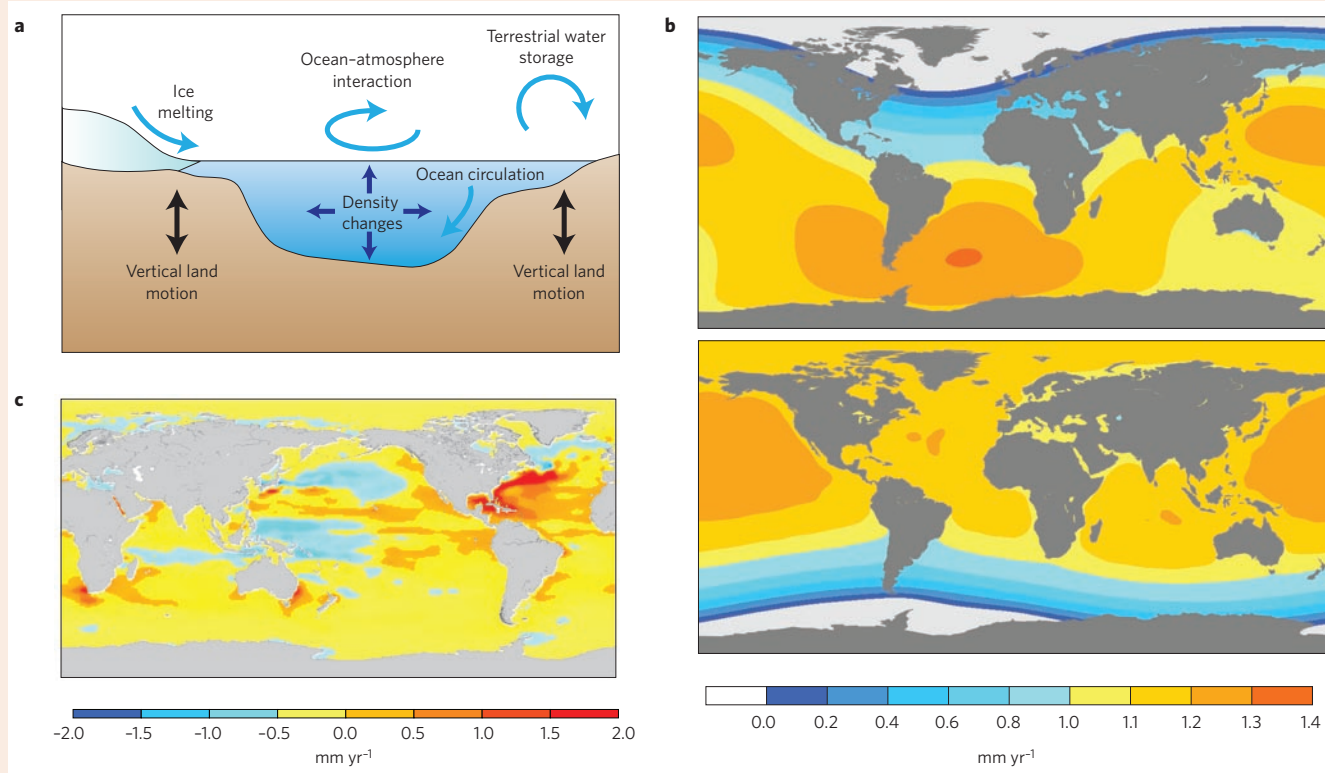 a
Ice
melting
Ocean–atmosphere
interaction
Terrestrial water
storage
Ocean circulation
Density
changes
Vertical land
motion
Vertical land
motion
b
0.0 0.2 0.4 0.6 0.8 1.0 1.1 1.2 1.3 1.4
mm yr⁻¹
c
–2.0 –1.5 –1.0 –0.5 0.0 0.5 1.0 1.5 2.0
mm yr⁻¹